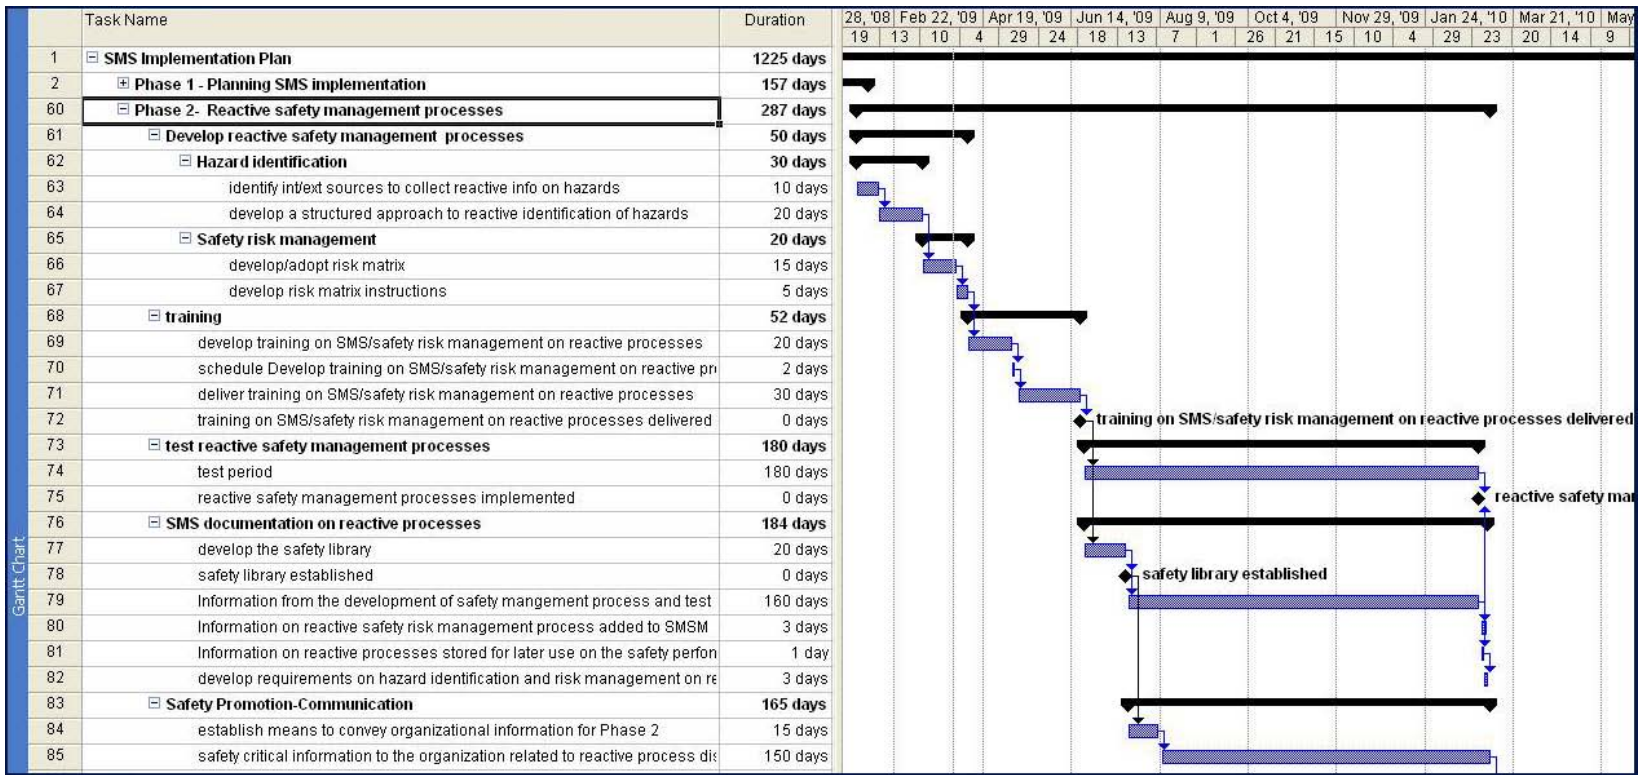 Task Name Duration 28, '08 Feb 22, '09 Apr 19, '09 Jun 14, '09 Aug 9, '09 Oct 4, '09 Nov 29, '09 Jan 24, '10 Mar 21, '10 May
19 13 10 4 29 24 18 13 7 1 26 21 15 10 4 29 23 20 14 9
1 SMS Implementation Plan 1225 days
2 Phase 1 - Planning SMS implementation 157 days
60 Phase 2- Reactive safety management processes 287 days
61 Develop reactive safety management processes 50 days
62 Hazard identification 30 days
63 identify int/ext sources to collect reactive info on hazards 10 days
64 develop a structured approach to reactive identification of hazards 20 days
65 Safety risk management 20 days
66 develop/adopt risk matrix 15 days
67 develop risk matrix instructions 5 days
68 training 52 days
69 develop training on SMS/safety risk management on reactive processes 20 days
70 schedule Develop training on SMS/safety risk management on reactive pro 2 days
71 deliver training on SMS/safety risk management on reactive processes 30 days
72 training on SMS/safety risk management on reactive processes delivered 0 days training on SMS/safety risk management on reactive processes delivered
73 test reactive safety management processes 180 days
74 test period 180 days
75 reactive safety management processes implemented 0 days reactive safety mar
76 SMS documentation on reactive processes 184 days
77 develop the safety library 20 days
78 safety library established 0 days safety library established
79 Information from the development of safety mangement process and test 160 days
80 Information on reactive safety risk management process added to SMSM 3 days
81 Information on reactive processes stored for later use on the safety perfon 1 day
82 develop requirements on hazard identification and risk management on re 3 days
83 Safety Promotion-Communication 165 days
84 establish means to convey organizational information for Phase 2 15 days
85 safety critical information to the organization related to reactive process dis 150 days
Gantt Chart